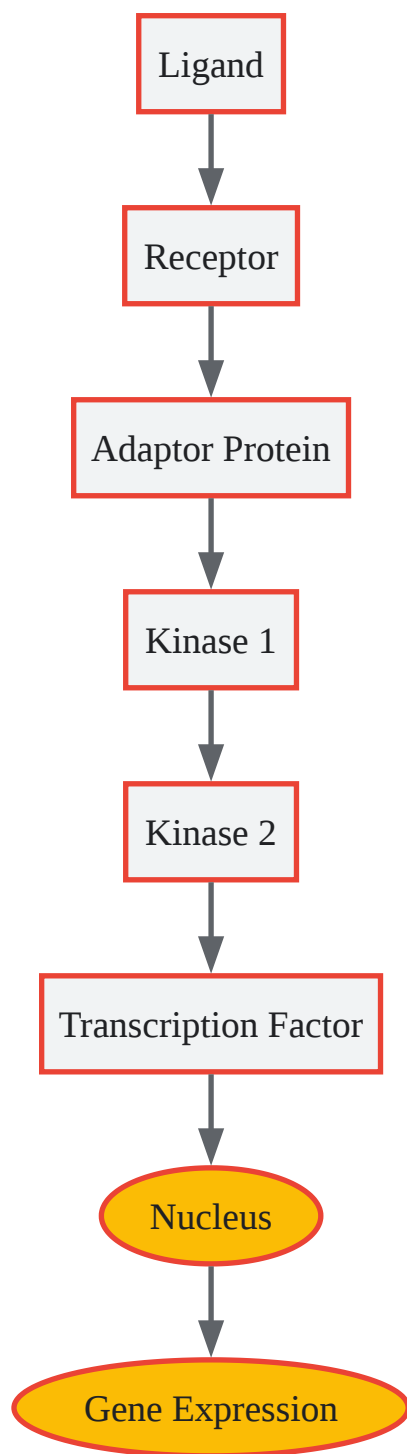 Ligand
Receptor
Adaptor Protein
Kinase 1
Kinase 2
Transcription Factor
Nucleus
Gene Expression